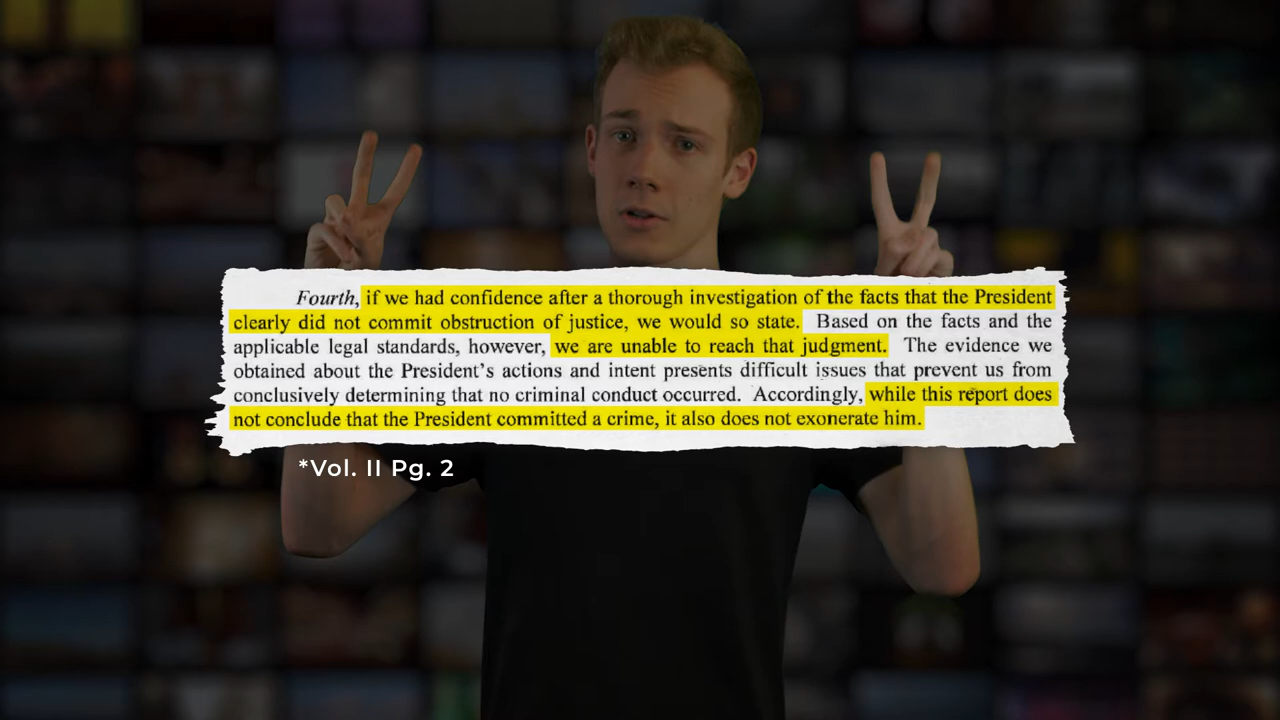 Fourth, if we had confidence after a thorough investigation of the facts that the President
clearly did not commit obstruction of justice, we would so state. Based on the facts and the
applicable legal standards, however, we are unable to reach that judgment. The evidence we
obtained about the President's actions and intent presents difficult issues that prevent us from
conclusively determining that no criminal conduct occurred. Accordingly, while this report does
not conclude that the President committed a crime, it also does not exonerate him.
*Vol. II Pg. 2